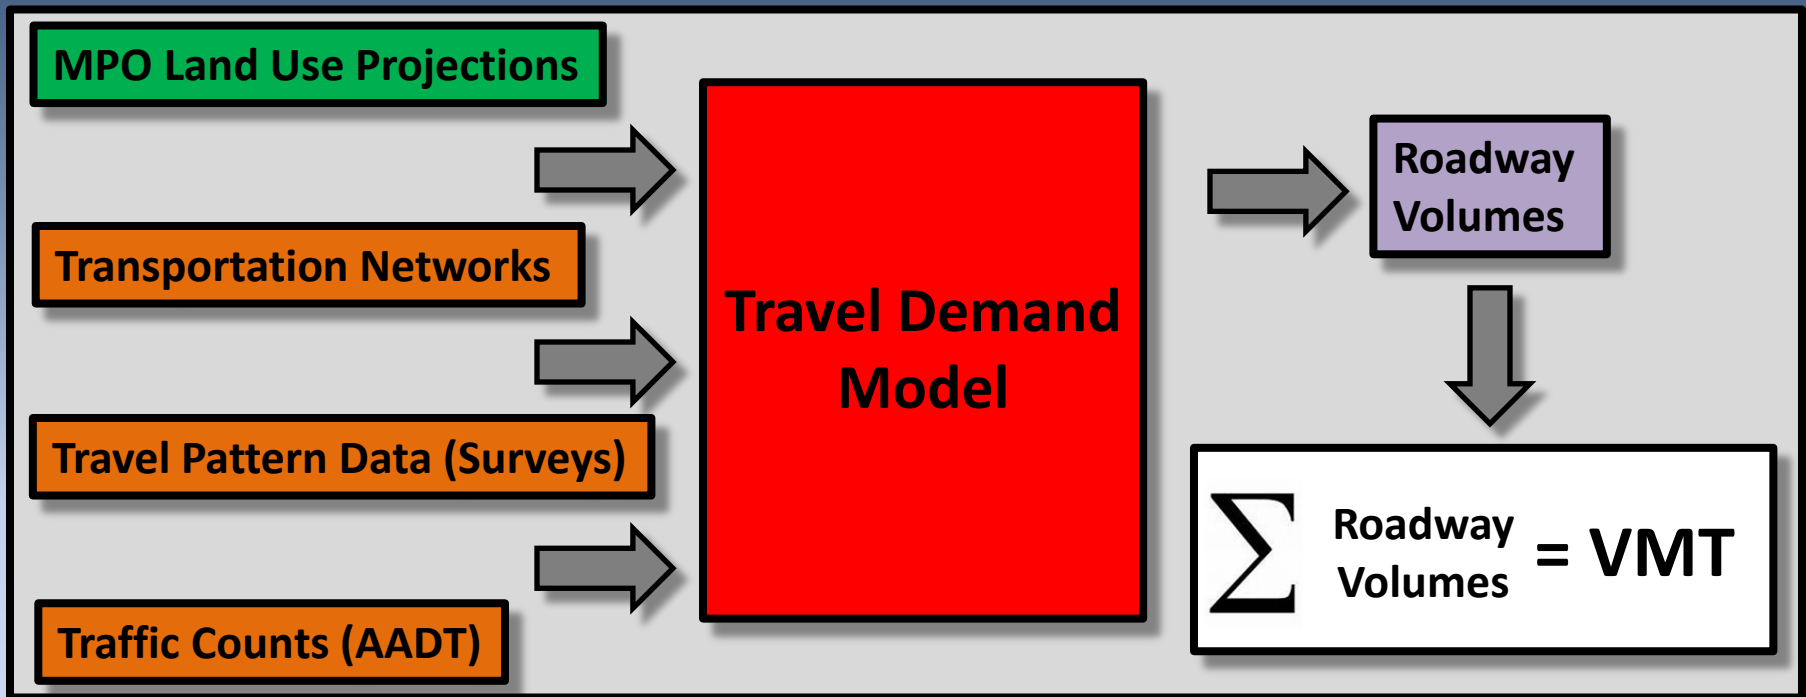 MPO Land Use Projections
Transportation Networks
Travel Pattern Data (Surveys)
Traffic Counts (AADT)
Travel Demand
Model
Roadway
Volumes
∑ Roadway
Volumes = VMT